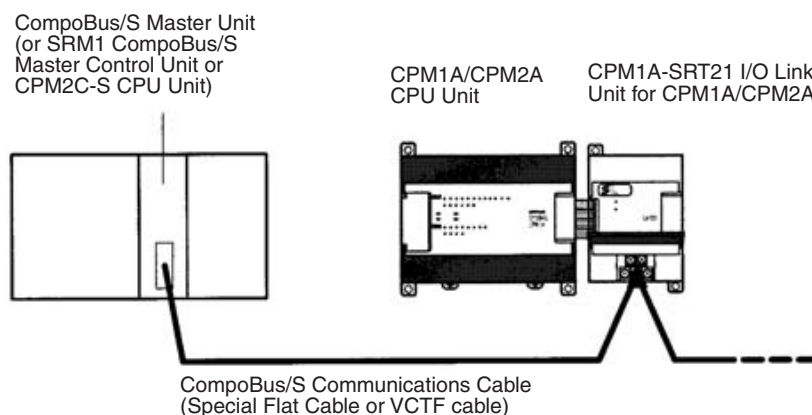 CompoBus/S Master Unit
(or SRM1 CompoBus/S
Master Control Unit or
CPM2C-S CPU Unit)
CPM1A/CPM2A
CPU Unit
CPM1A-SRT21 I/O Link
Unit for CPM1A/CPM2A
CompoBus/S Communications Cable
(Special Flat Cable or VCTF cable)